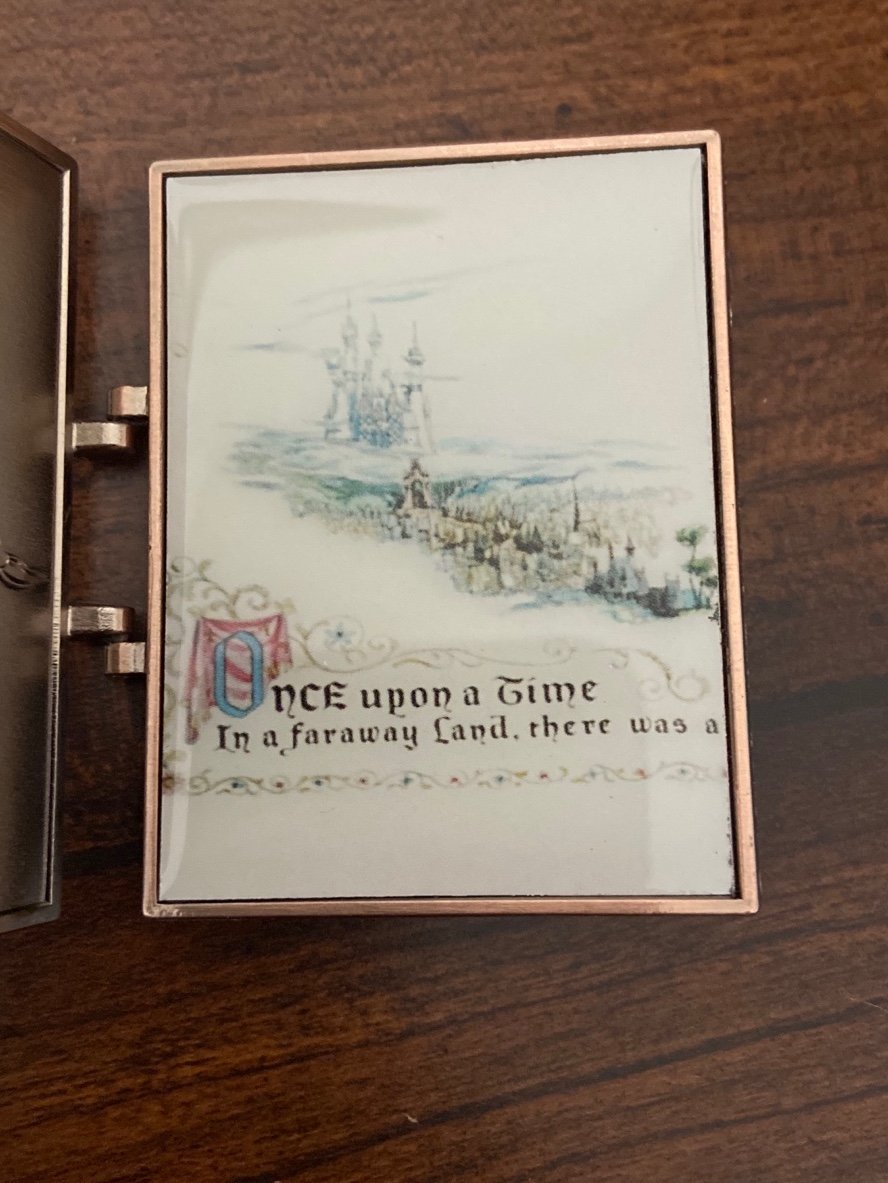 Once upon a Time
In a faraway Land, there was a